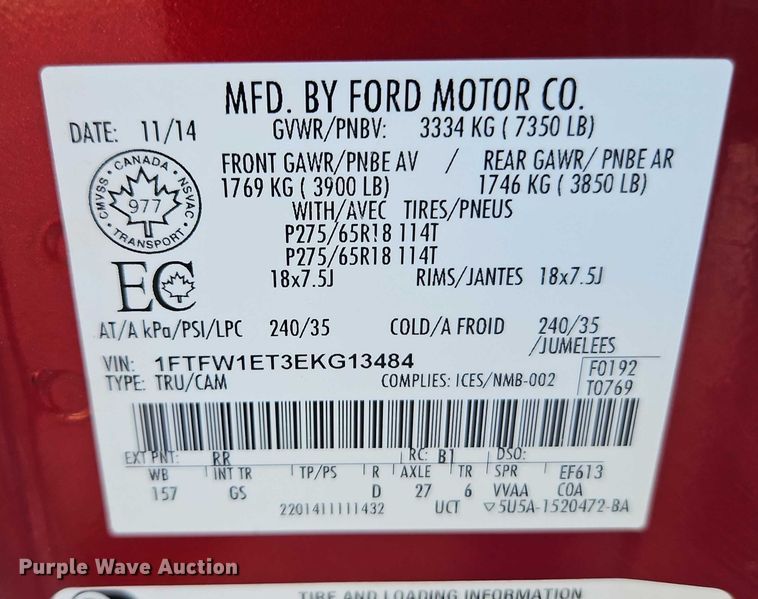 MFD. BY FORD MOTOR CO.
DATE: 11/14 GVWR/PNBV: 3334 KG ( 7350 LB)
FRONT GAWR/PNBE AV / REAR GAWR/ PNBE AR
1769 KG ( 3900 LB) 1746 KG ( 3850 LB)
WITH/AVEC TIRES/PNEUS
P275/65R18 114T
P275/65R18 114T
18x7.5J RIMS/JANTES 18x7.5J
CMVSS • CANADA • NSVAC • TRANSPORT •
977
EC
AT/A kPa/PSI/LPC 240/35 COLD/A FROID 240/35
/JUMELEES
VIN: 1FTFW1ET3EKG13484
TYPE: TRU/CAM COMPLIES: ICES/NMB-002
F0192
T0769
EXT PNT: RR RC: B1 DSO:
WB INT TR TP/PS R AXLE TR SPR EF613
157 GS D 27 6 VVAA COA
2201411111432 UCT ▽5U5A-1520472-BA
Purple Wave Auction
TIRE AND LOADING INFORMATION